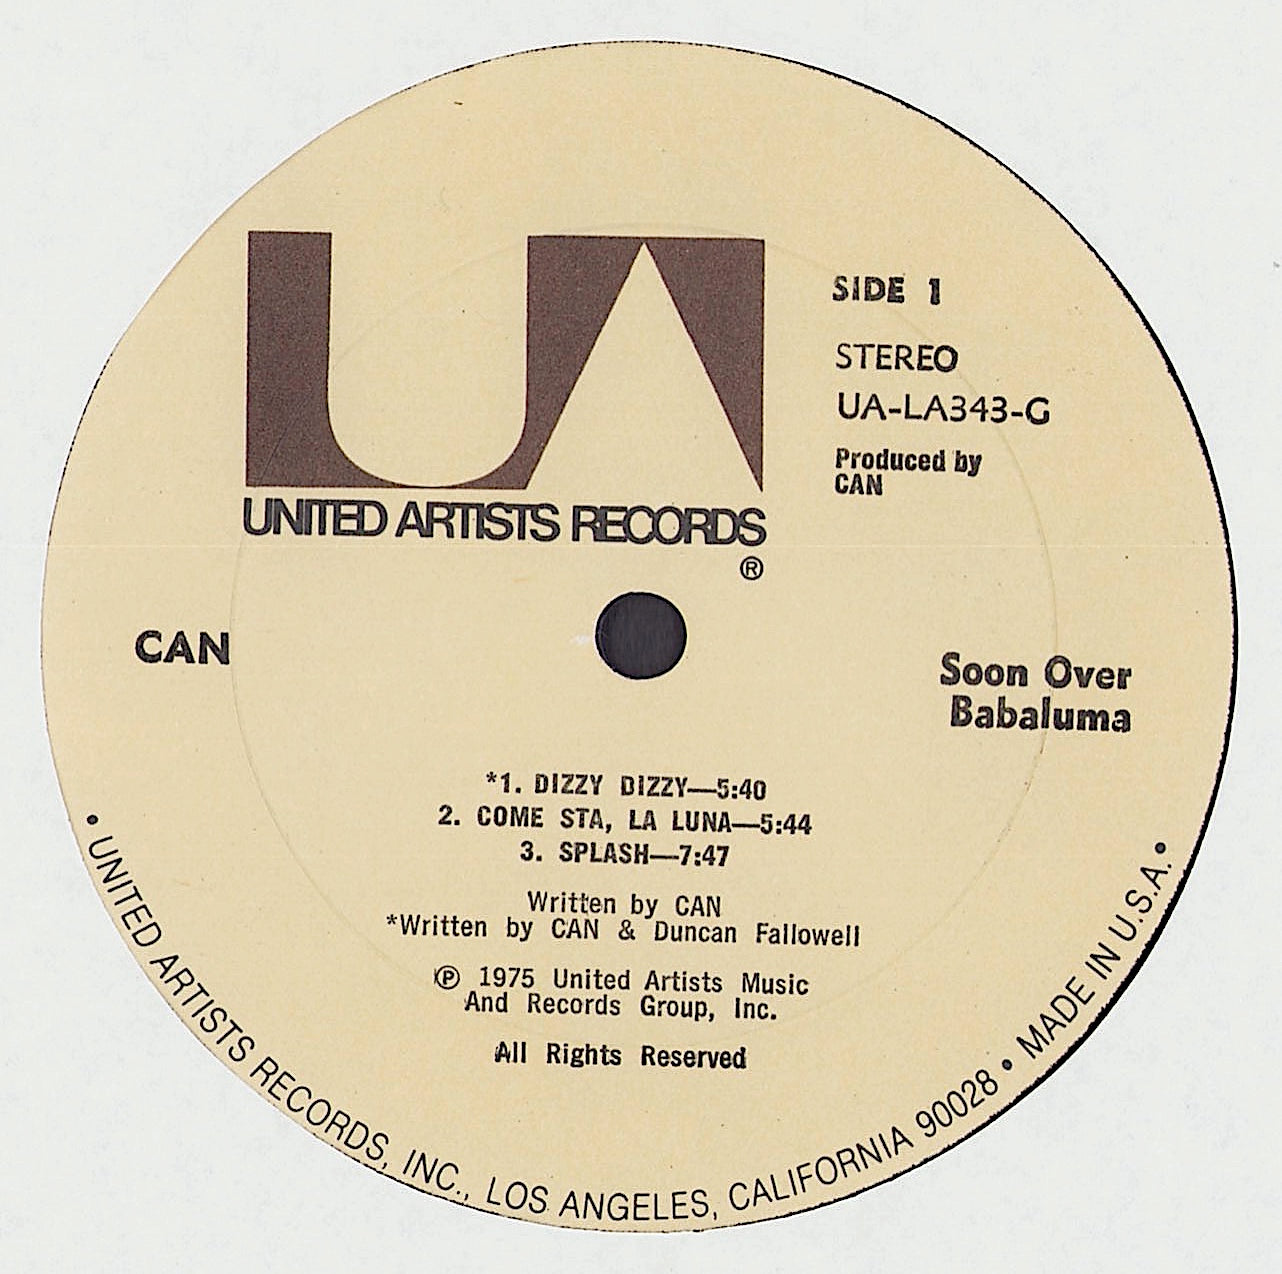 UA
UNITED ARTISTS RECORDS
®
SIDE 1
STEREO
UA-LA343-G
Produced by
CAN
CAN
Soon Over
Babaluma
*1. DIZZY DIZZY—5:40
2. COME STA, LA LUNA—5:44
3. SPLASH—7:47
Written by CAN
*Written by CAN & Duncan Fallowell
℗ 1975 United Artists Music
And Records Group, Inc.
All Rights Reserved
• UNITED ARTISTS RECORDS, INC., LOS ANGELES, CALIFORNIA 90028 • MADE IN U.S.A. •